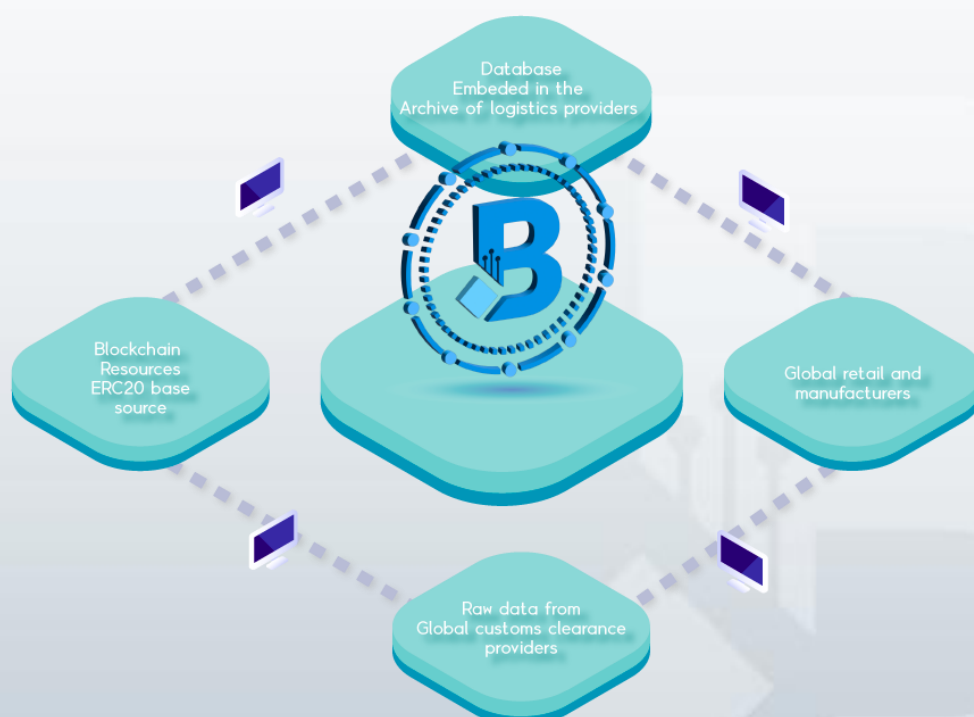 Database
Embeded in the
Archive of logistics providers
B
Blockchain
Resources
ERC20 base
source
Global retail and
manufacturers
Raw data from
Global customs clearance
providers